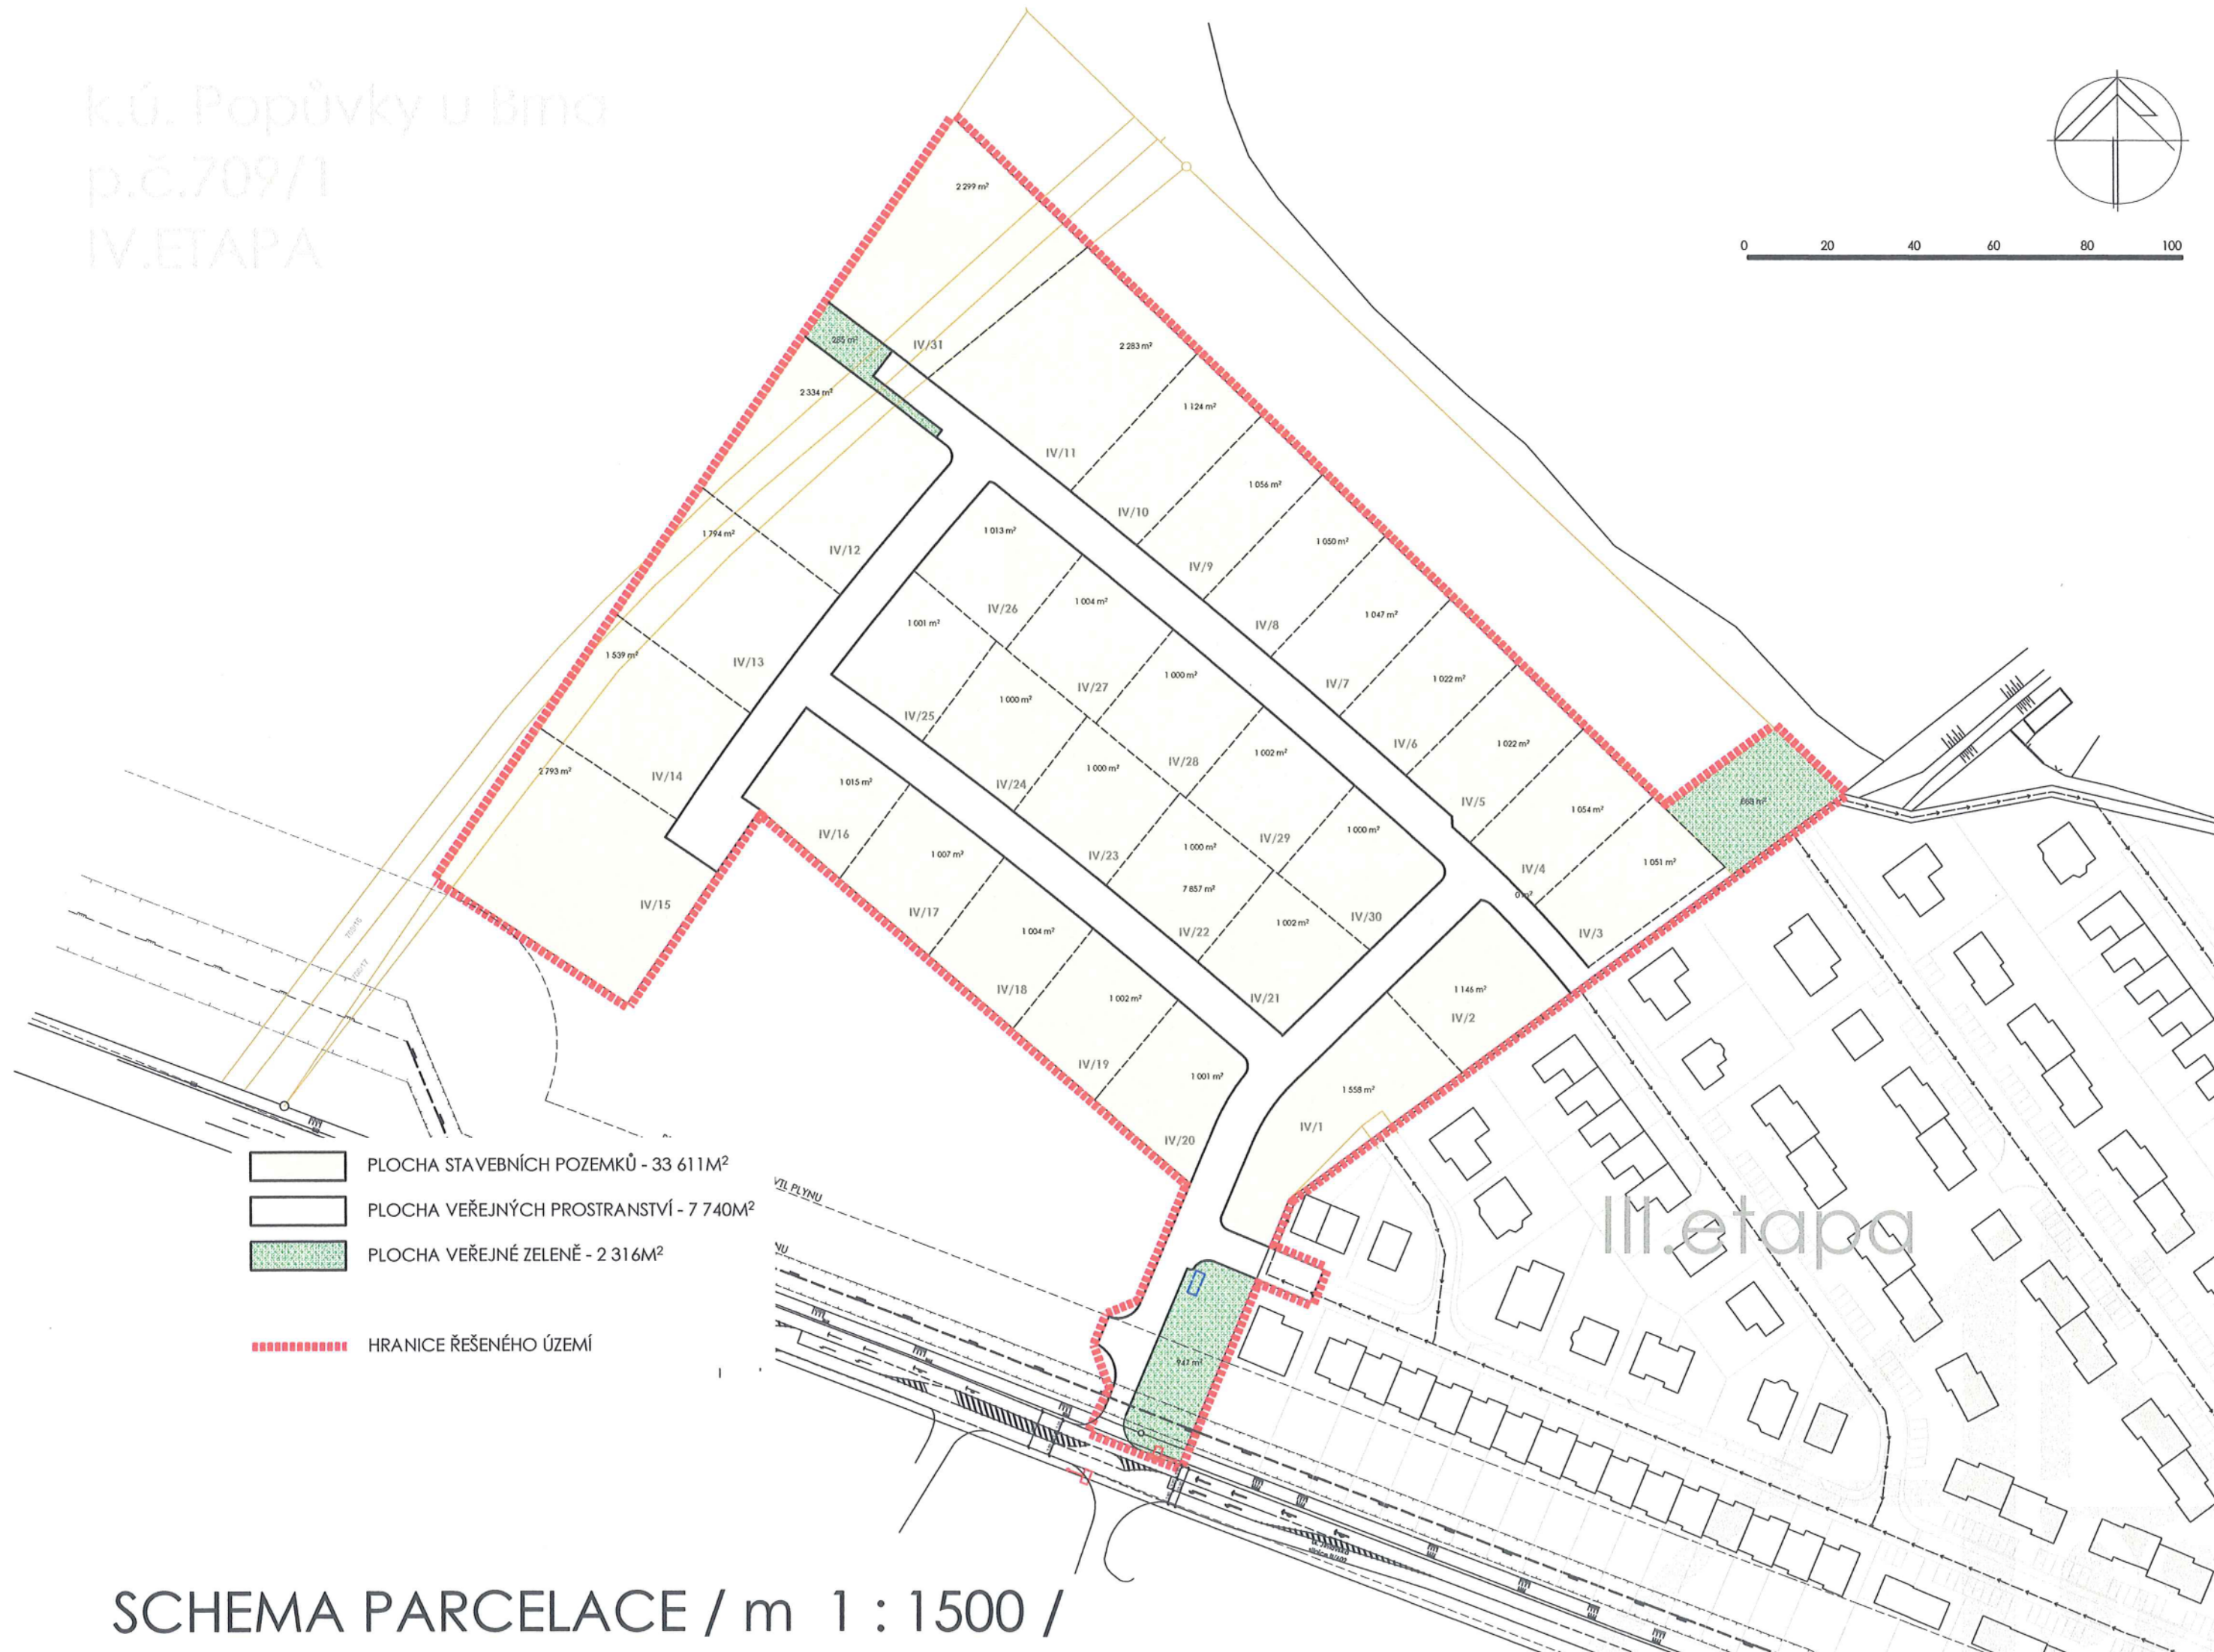 k.ú. Popůvky u Brna
p.č.709/1
IV.ETAPA
0 20 40 60 80 100
2 299 m²
285 m²
IV/31
2 283 m²
2 334 m²
1 124 m²
IV/11
1 056 m²
IV/10
1 794 m²
IV/12
1 013 m²
1 050 m²
IV/9
IV/26
1 004 m²
1 047 m²
IV/8
1 001 m²
1 539 m²
IV/13
IV/27
1 000 m²
1 022 m²
IV/7
1 000 m²
IV/25
IV/6
1 022 m²
2 793 m²
IV/14
1 015 m²
IV/24
1 000 m²
IV/28
1 002 m²
IV/5
1 054 m²
868 m²
IV/16
1 007 m²
IV/23
1 000 m²
IV/29
1 000 m²
IV/4
1 051 m²
0 m²
7 857 m²
IV/15
IV/17
1 004 m²
IV/22
1 002 m²
IV/30
IV/3
IV/18
1 002 m²
IV/21
1 146 m²
IV/2
IV/19
1 001 m²
1 558 m²
IV/20
IV/1
PLOCHA STAVEBNÍCH POZEMKŮ - 33 611M²
PLOCHA VEŘEJNÝCH PROSTRANSTVÍ - 7 740M²
PLOCHA VEŘEJNÉ ZELENĚ - 2 316M²
HRANICE ŘEŠENÉHO ÚZEMÍ
VTL PLYNU
NU
III.etapa
947 m²
SCHEMA PARCELACE / m 1 : 1500 /